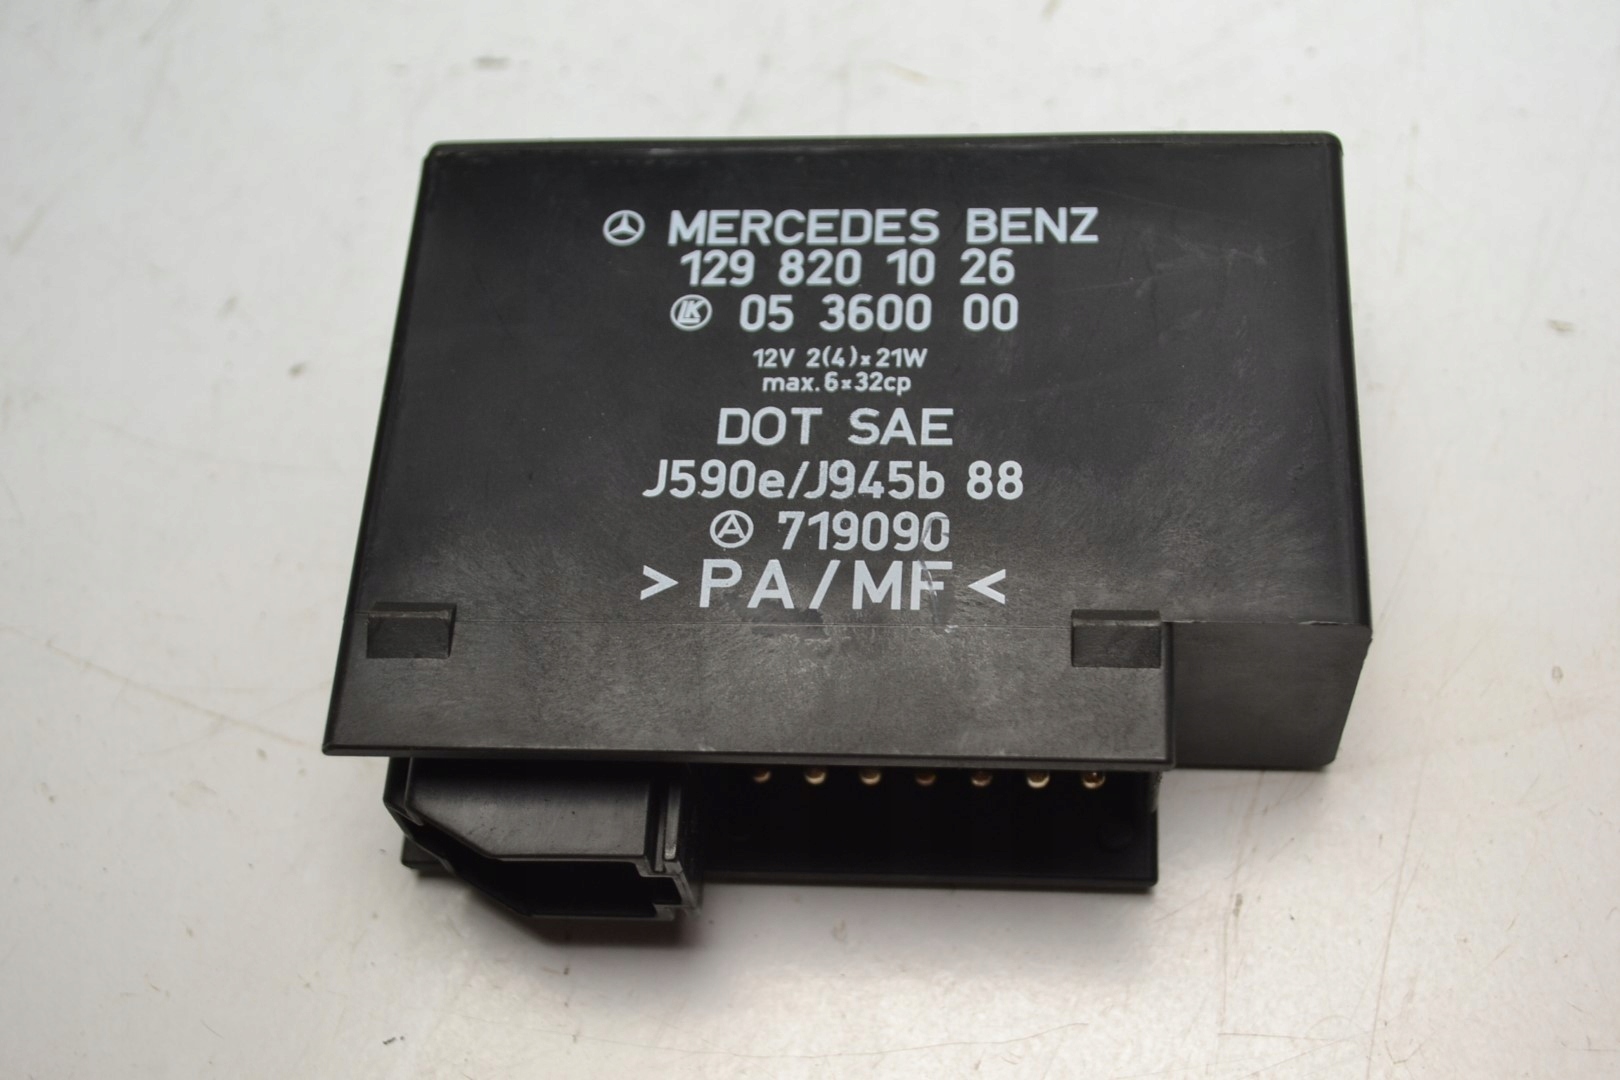 MERCEDES BENZ
129 820 10 26
LK 05 3600 00
12V 2(4)x21W
max.6x32cp
DOT SAE
J590e/J945b 88
A 719090
>PA/MF<